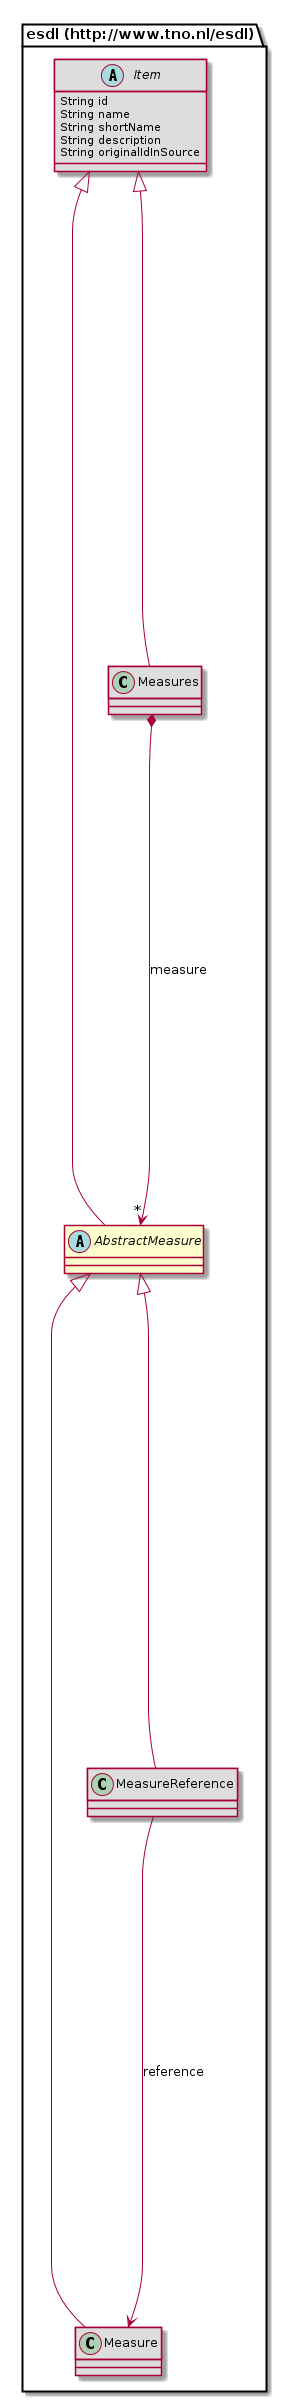 esdl (http://www.tno.nl/esdl)
A Item
String id
String name
String shortName
String description
String originalIdInSource
C Measures
measure
*
A AbstractMeasure
C MeasureReference
reference
C Measure